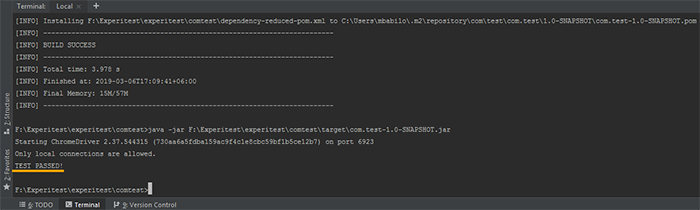 Terminal: Local × +
[INFO] Installing F:\Experitest\experitest\comtest\dependency-reduced-pom.xml to C:\Users\mbabilo\.m2\repository\com\test\com.test\1.0-SNAPSHOT\com.test-1.0-SNAPSHOT.pom
[INFO] ------------------------------------------------------------------------
[INFO] BUILD SUCCESS
[INFO] ------------------------------------------------------------------------
[INFO] Total time: 3.978 s
[INFO] Finished at: 2019-03-06T17:09:41+06:00
[INFO] Final Memory: 15M/57M
[INFO] ------------------------------------------------------------------------
F:\Experitest\experitest\comtest>java -jar F:\Experitest\experitest\comtest\target\com.test-1.0-SNAPSHOT.jar
Starting ChromeDriver 2.37.544315 (730aa6a5fdba159ac9f4c1e8cbc59bf1b5ce12b7) on port 6923
Only local connections are allowed.
TEST PASSED!
F:\Experitest\experitest\comtest>
7: Structure
2: Favorites
6: TODO Terminal 9: Version Control